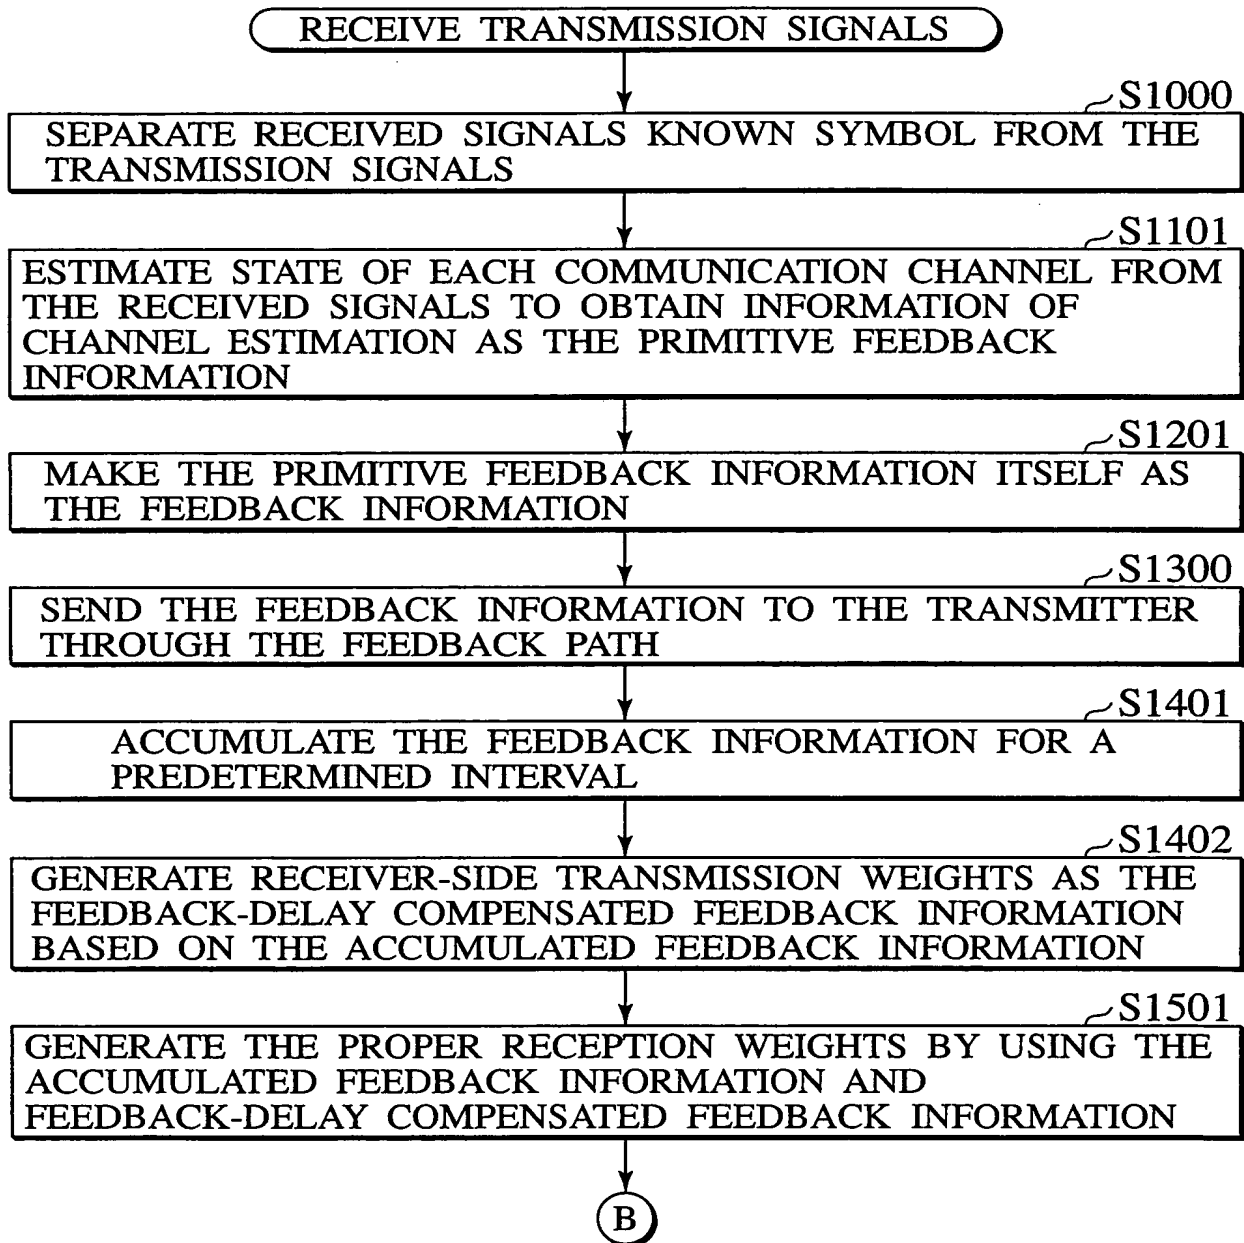 RECEIVE TRANSMISSION SIGNALS
S1000
SEPARATE RECEIVED SIGNALS KNOWN SYMBOL FROM THE
TRANSMISSION SIGNALS
S1101
ESTIMATE STATE OF EACH COMMUNICATION CHANNEL FROM
THE RECEIVED SIGNALS TO OBTAIN INFORMATION OF
CHANNEL ESTIMATION AS THE PRIMITIVE FEEDBACK
INFORMATION
S1201
MAKE THE PRIMITIVE FEEDBACK INFORMATION ITSELF AS
THE FEEDBACK INFORMATION
S1300
SEND THE FEEDBACK INFORMATION TO THE TRANSMITTER
THROUGH THE FEEDBACK PATH
S1401
ACCUMULATE THE FEEDBACK INFORMATION FOR A
PREDETERMINED INTERVAL
S1402
GENERATE RECEIVER-SIDE TRANSMISSION WEIGHTS AS THE
FEEDBACK-DELAY COMPENSATED FEEDBACK INFORMATION
BASED ON THE ACCUMULATED FEEDBACK INFORMATION
S1501
GENERATE THE PROPER RECEPTION WEIGHTS BY USING THE
ACCUMULATED FEEDBACK INFORMATION AND
FEEDBACK-DELAY COMPENSATED FEEDBACK INFORMATION
B